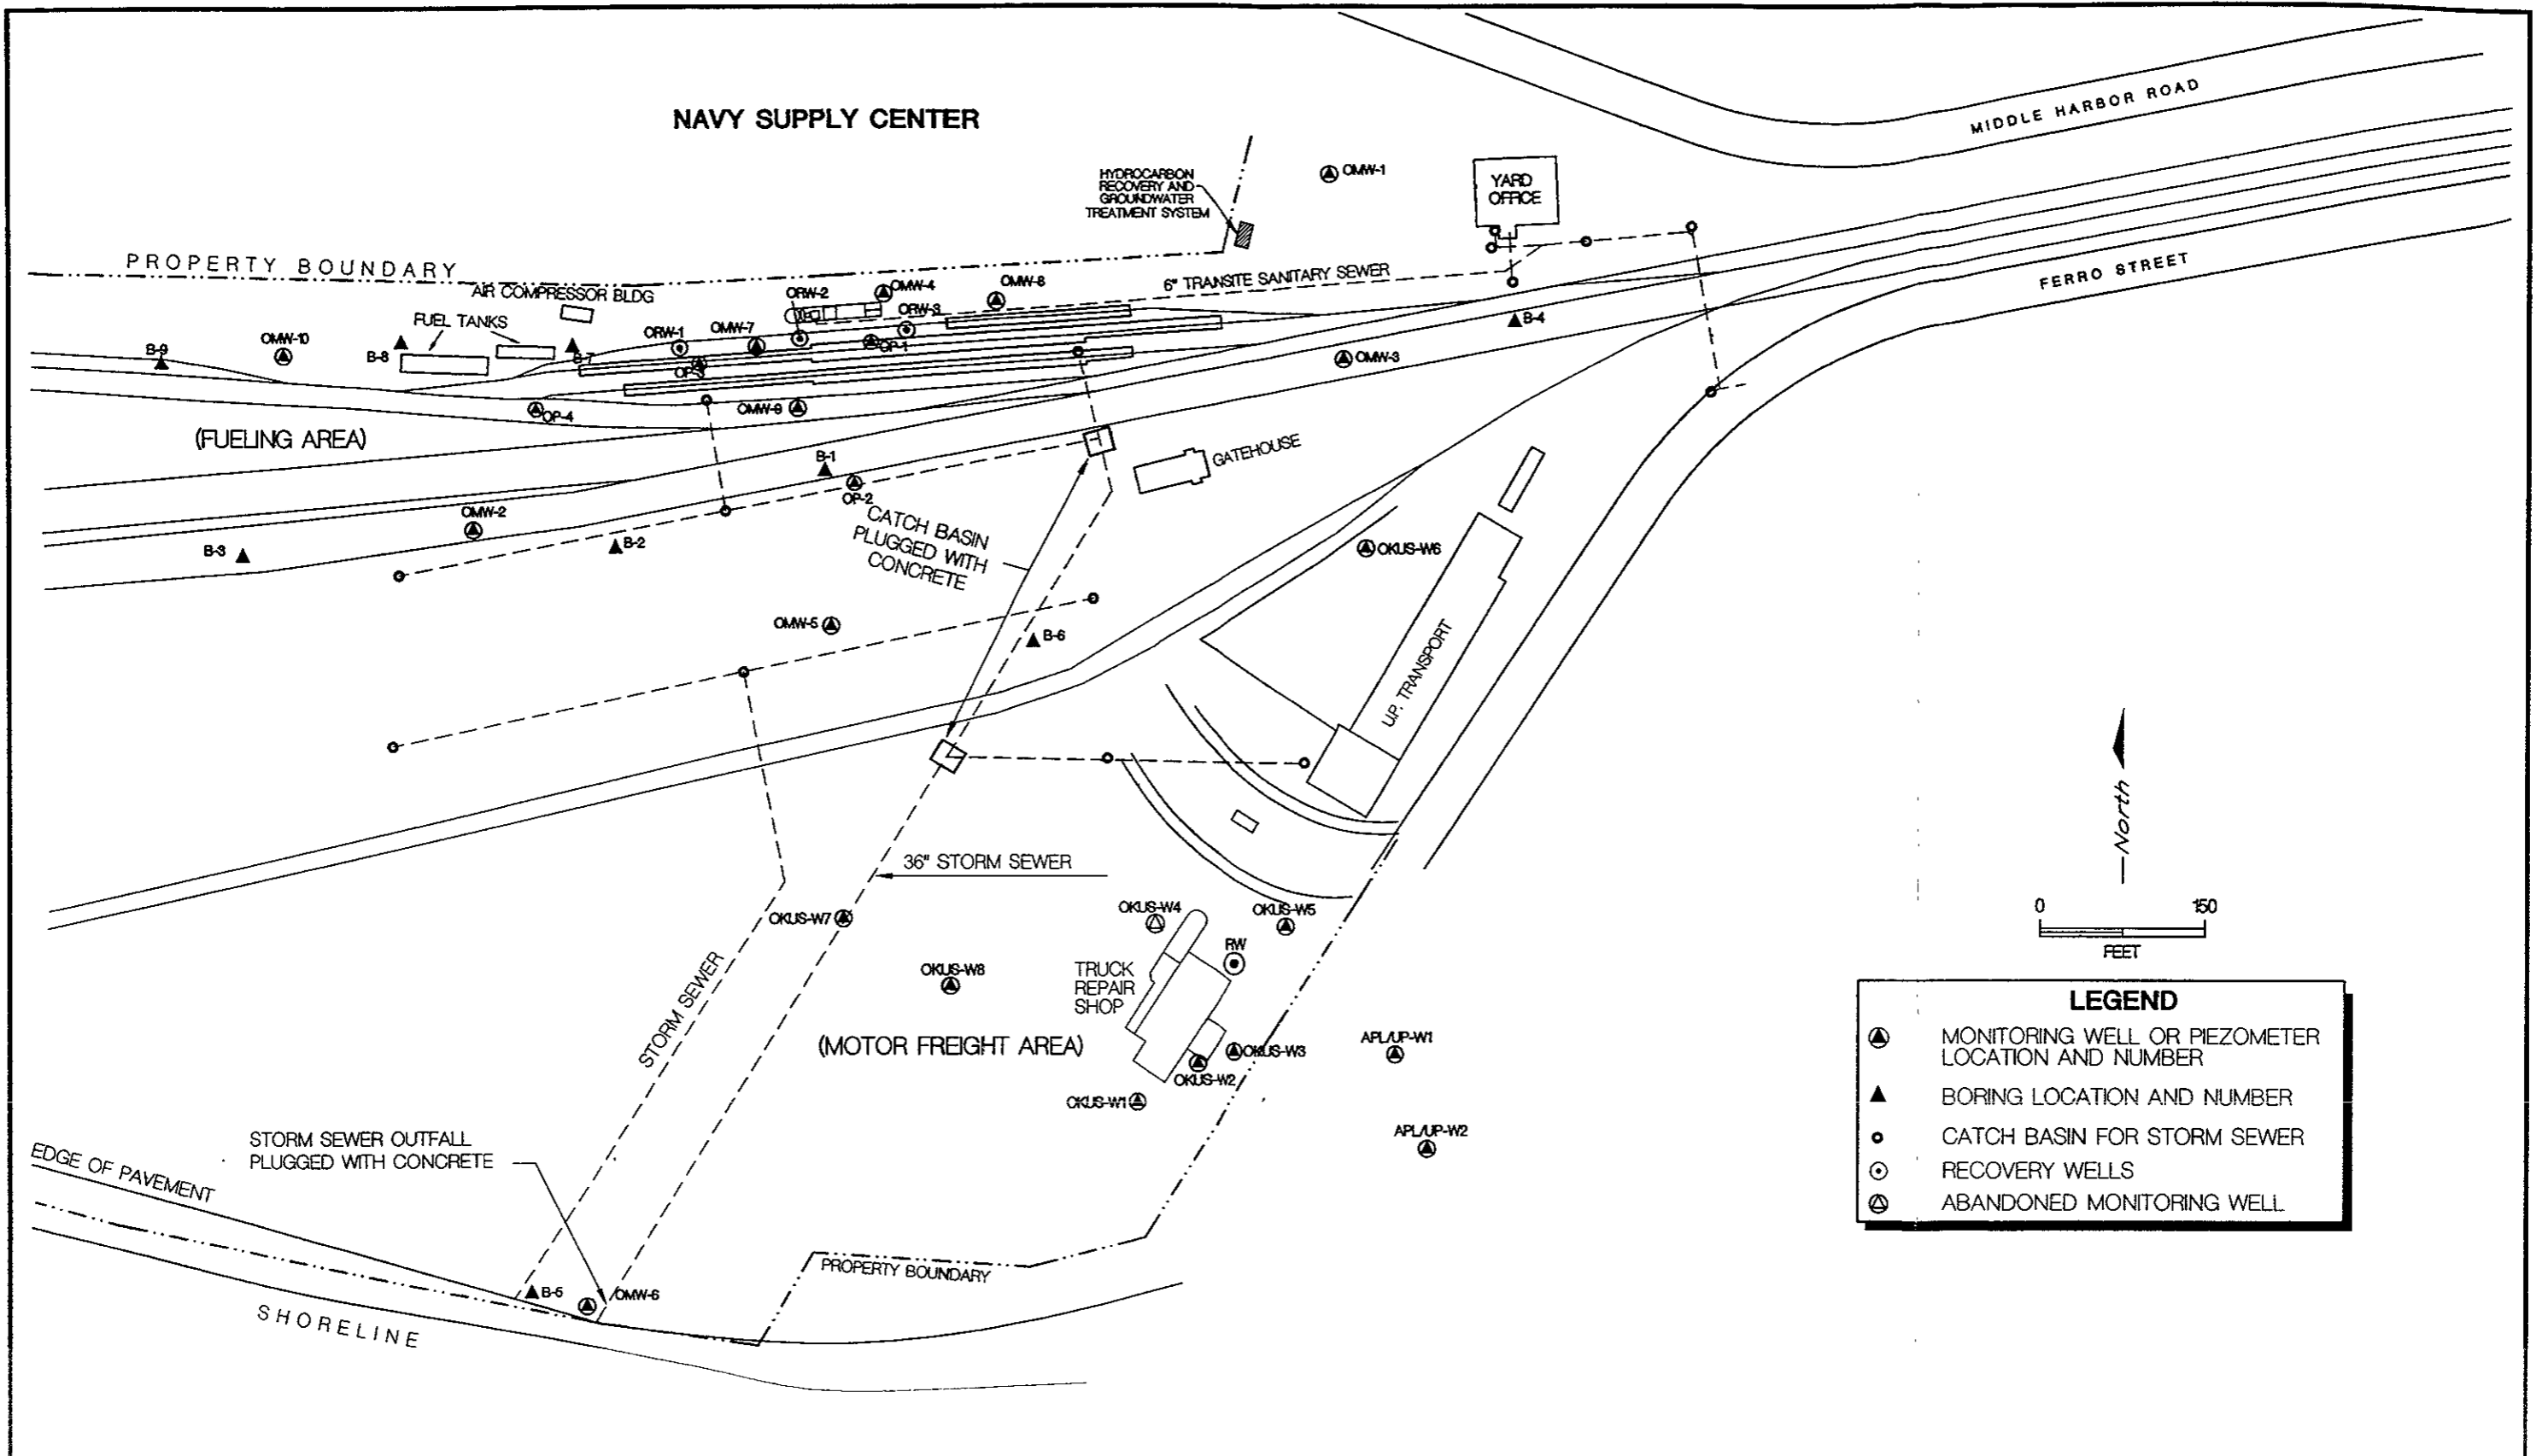 NAVY SUPPLY CENTER
MIDDLE HARBOR ROAD
HYDROCARBON
RECOVERY AND
GROUNDWATER
TREATMENT SYSTEM
OMW-1
YARD
OFFICE
PROPERTY BOUNDARY
6" TRANSITE SANITARY SEWER
FERRO STREET
AIR COMPRESSOR BLDG
ORW-2
OMW-4
OMW-8
ORW-3
FUEL TANKS
ORW-1
OMW-7
OP-1
B-4
B-9
OMW-10
B-8
B-7
OP-3
OMW-3
OP-4
OMW-9
(FUELING AREA)
GATEHOUSE
B-1
OP-2
OMW-2
B-3
B-2
CATCH BASIN
PLUGGED WITH
CONCRETE
OKUS-W6
OMW-5
B-6
U.P. TRANSPORT
North
36" STORM SEWER
OKUS-W7
OKUS-W4
OKUS-W5
RW
0 150
FEET
STORM SEWER
OKUS-W8
TRUCK
REPAIR
SHOP
(MOTOR FREIGHT AREA)
OKUS-W3
OKUS-W2
OKUS-W1
APL/UP-W1
APL/UP-W2
LEGEND
MONITORING WELL OR PIEZOMETER
LOCATION AND NUMBER
BORING LOCATION AND NUMBER
CATCH BASIN FOR STORM SEWER
RECOVERY WELLS
ABANDONED MONITORING WELL
STORM SEWER OUTFALL
PLUGGED WITH CONCRETE
EDGE OF PAVEMENT
PROPERTY BOUNDARY
B-5
OMW-6
SHORELINE